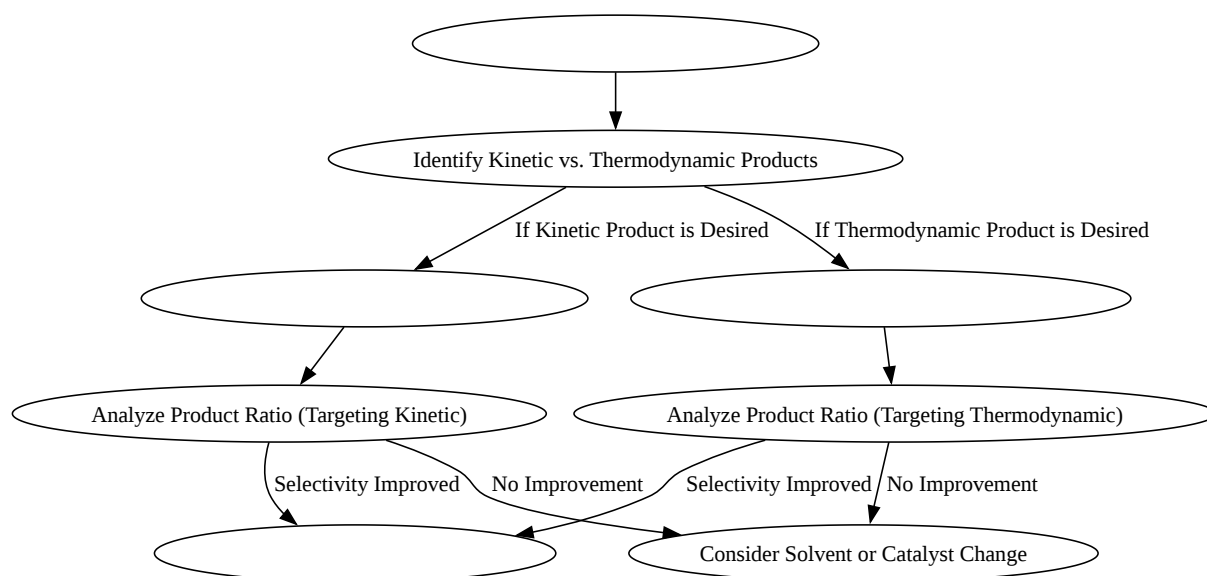 Identify Kinetic vs. Thermodynamic Products
If Kinetic Product is Desired
If Thermodynamic Product is Desired
Analyze Product Ratio (Targeting Kinetic)
Analyze Product Ratio (Targeting Thermodynamic)
Selectivity Improved
No Improvement
Selectivity Improved
No Improvement
Consider Solvent or Catalyst Change